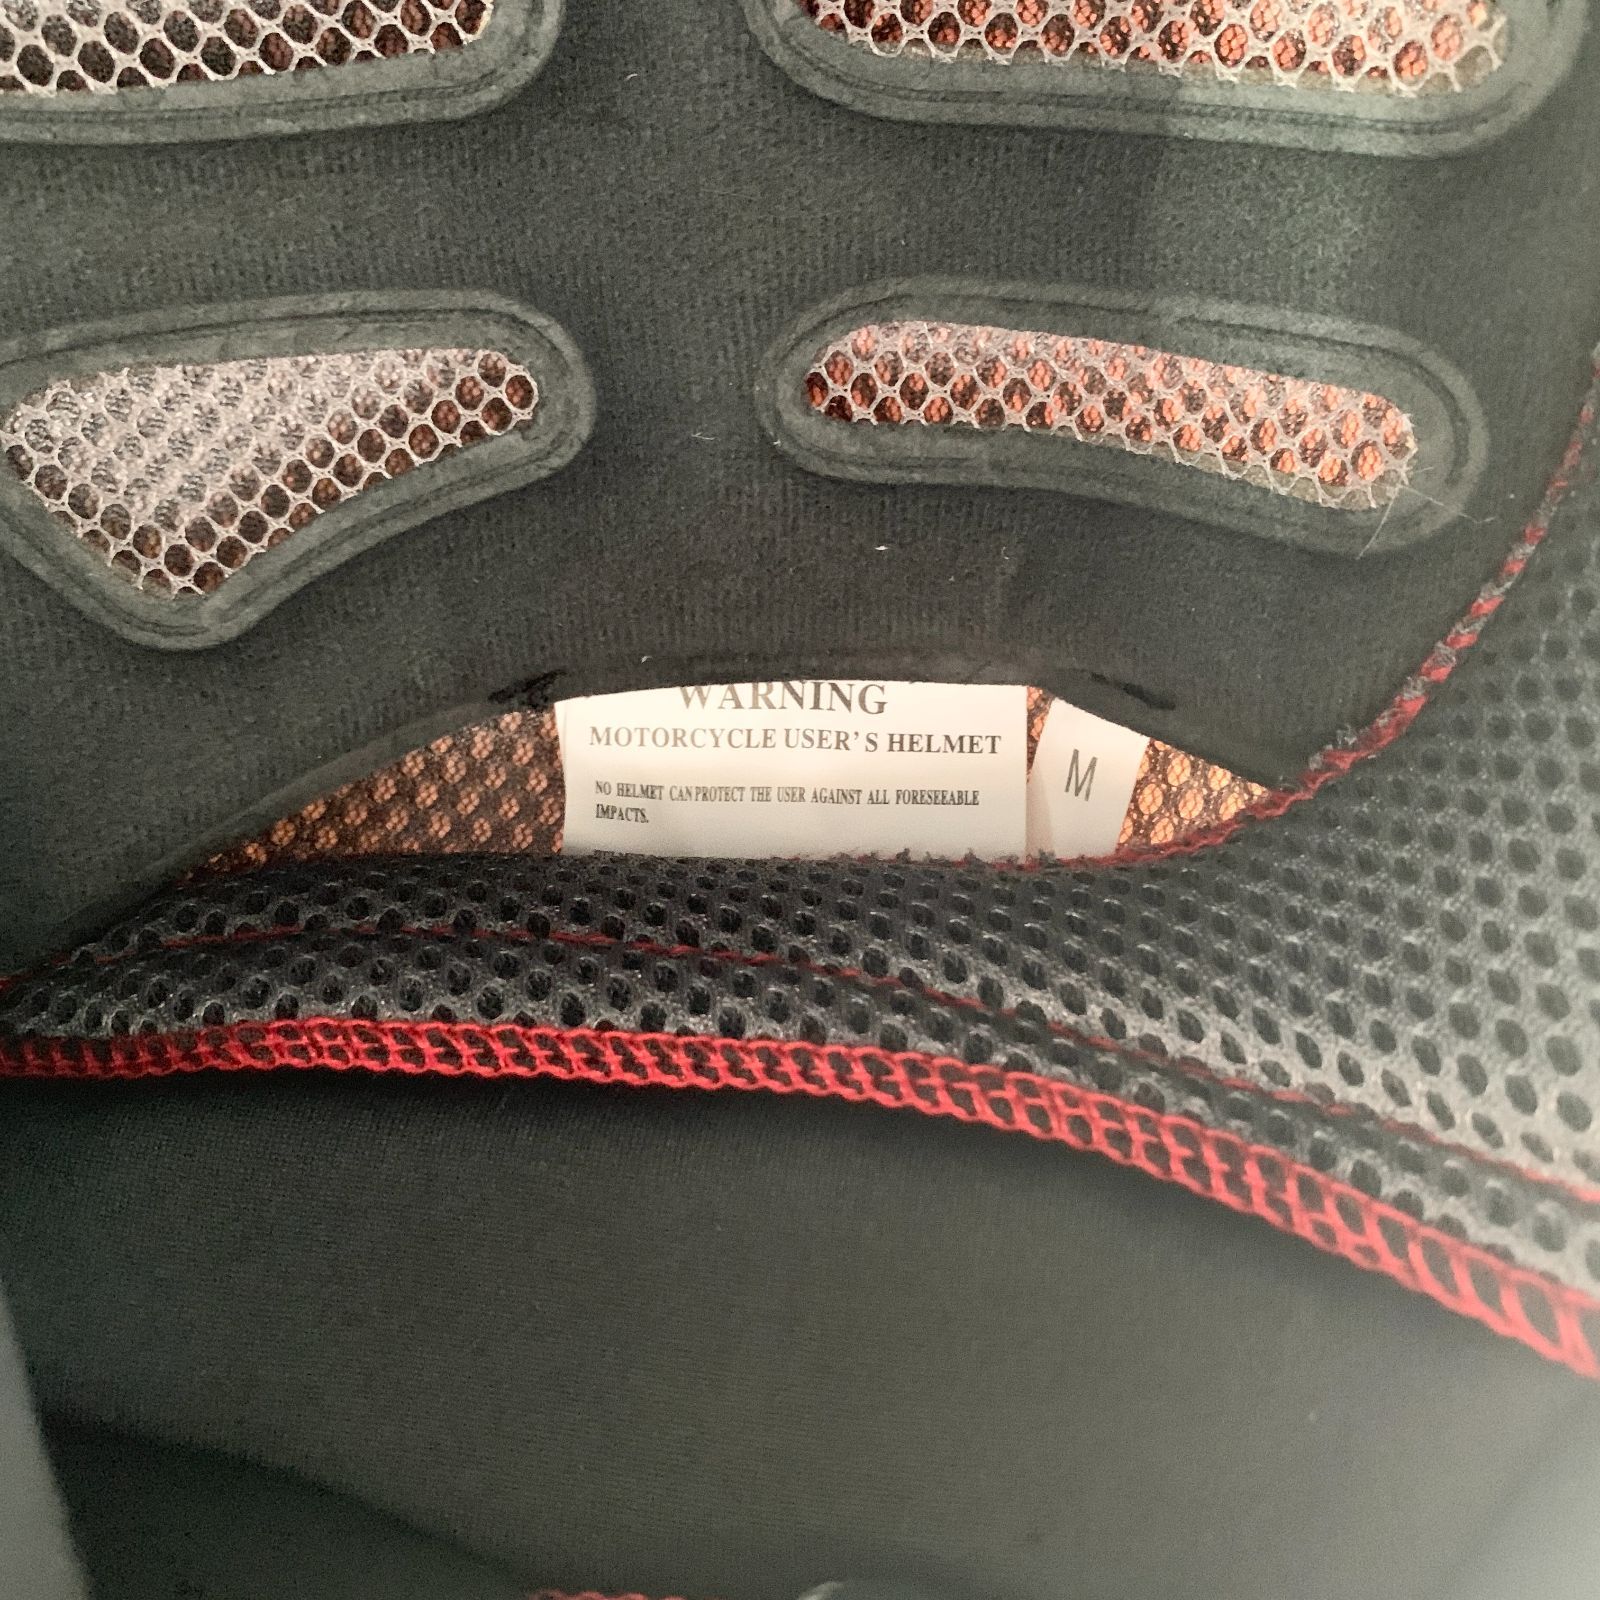 WARNING
MOTORCYCLE USER'S HELMET
NO HELMET CAN PROTECT THE USER AGAINST ALL FORESEEABLE
IMPACTS.
M